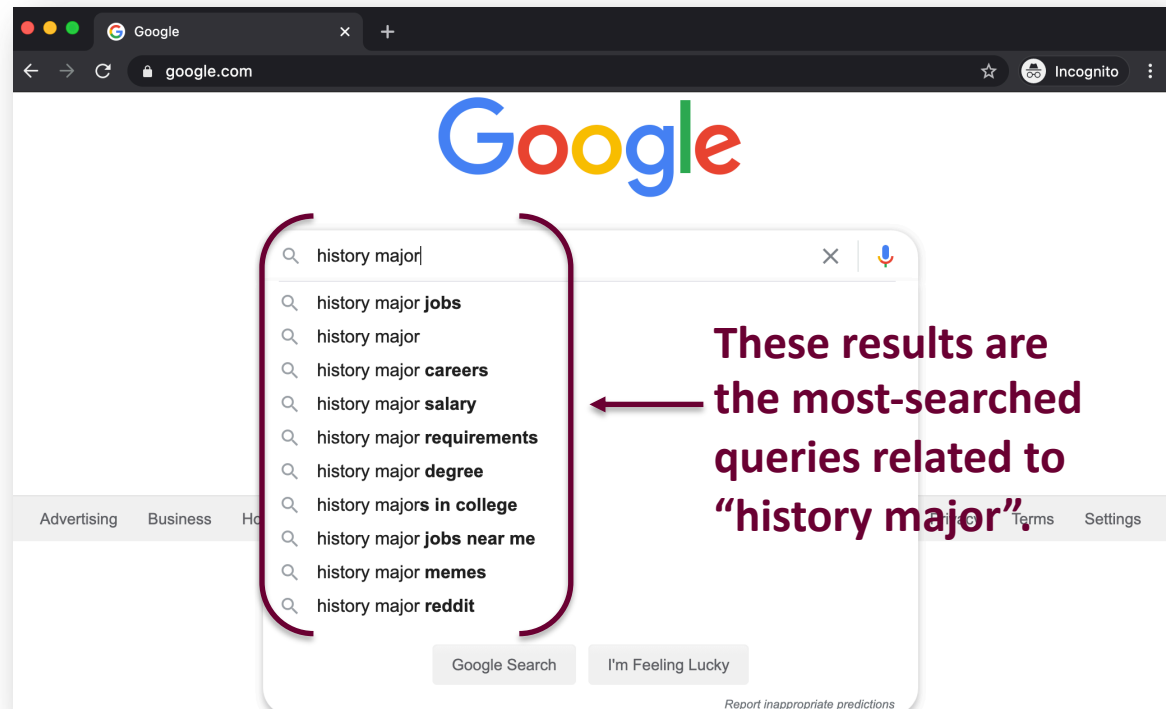 Google
google.com
Incognito
Google
history major
history major jobs
history major
history major careers
history major salary
history major requirements
history major degree
history majors in college
history major jobs near me
history major memes
history major reddit
These results are
the most-searched
queries related to
“history major”.
Advertising Business Ho Privacy Terms Settings
Google Search I'm Feeling Lucky
Report inappropriate predictions